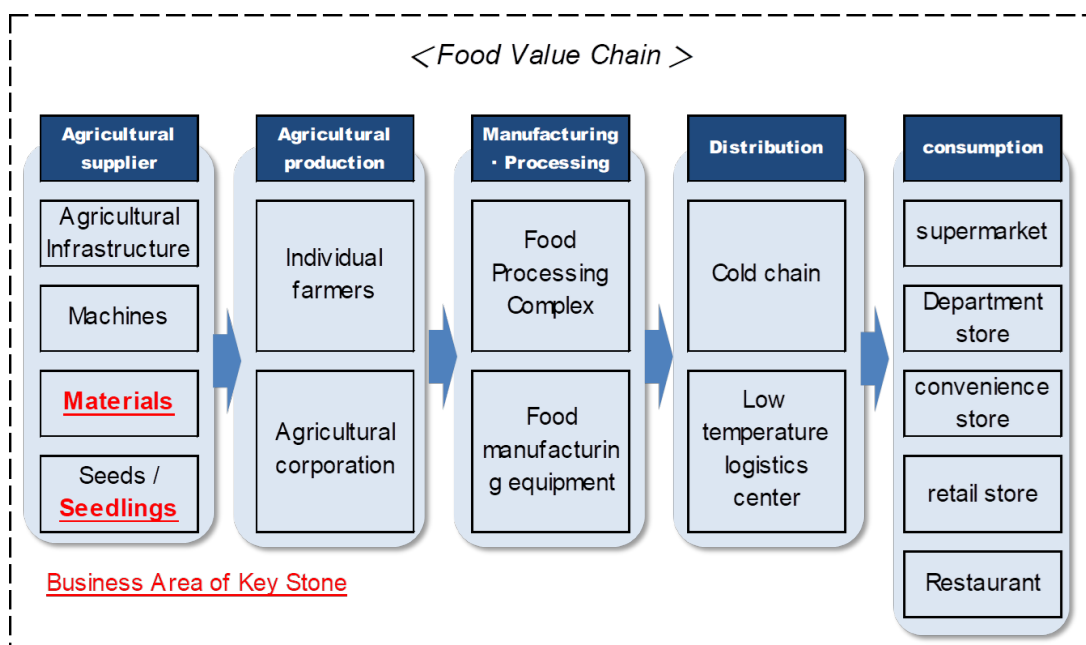 ＜Food Value Chain ＞
Agricultural
supplier
Agricultural
Infrastructure
Machines
Materials
Seeds /
Seedlings
Agricultural
production
Individual
farmers
Agricultural
corporation
Manufacturing
· Processing
Food
Processing
Complex
Food
manufacturin
g equipment
Distribution
Cold chain
Low
temperature
logistics
center
consumption
supermarket
Department
store
convenience
store
retail store
Restaurant
Business Area of Key Stone